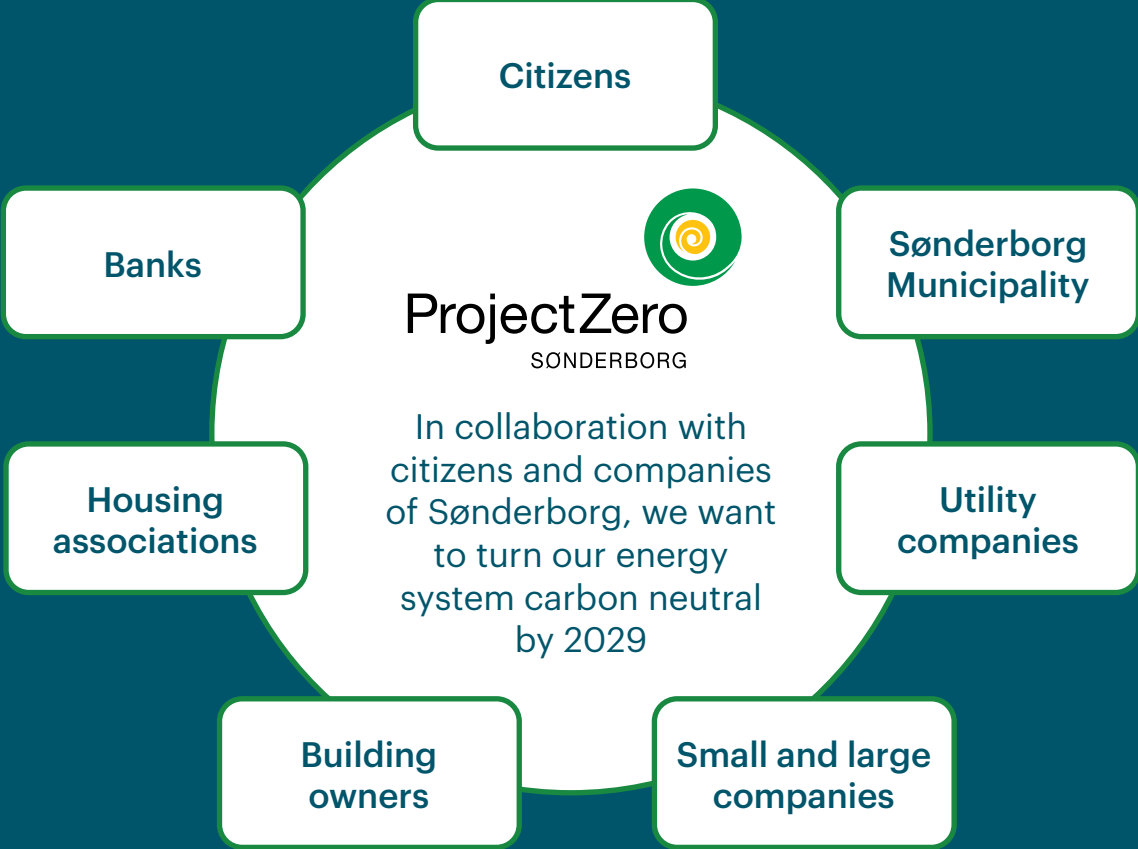 Citizens
Banks
Sønderborg
Municipality
ProjectZero
SØNDERBORG
In collaboration with
citizens and companies
of Sønderborg, we want
to turn our energy
system carbon neutral
by 2029
Housing
associations
Utility
companies
Building
owners
Small and large
companies